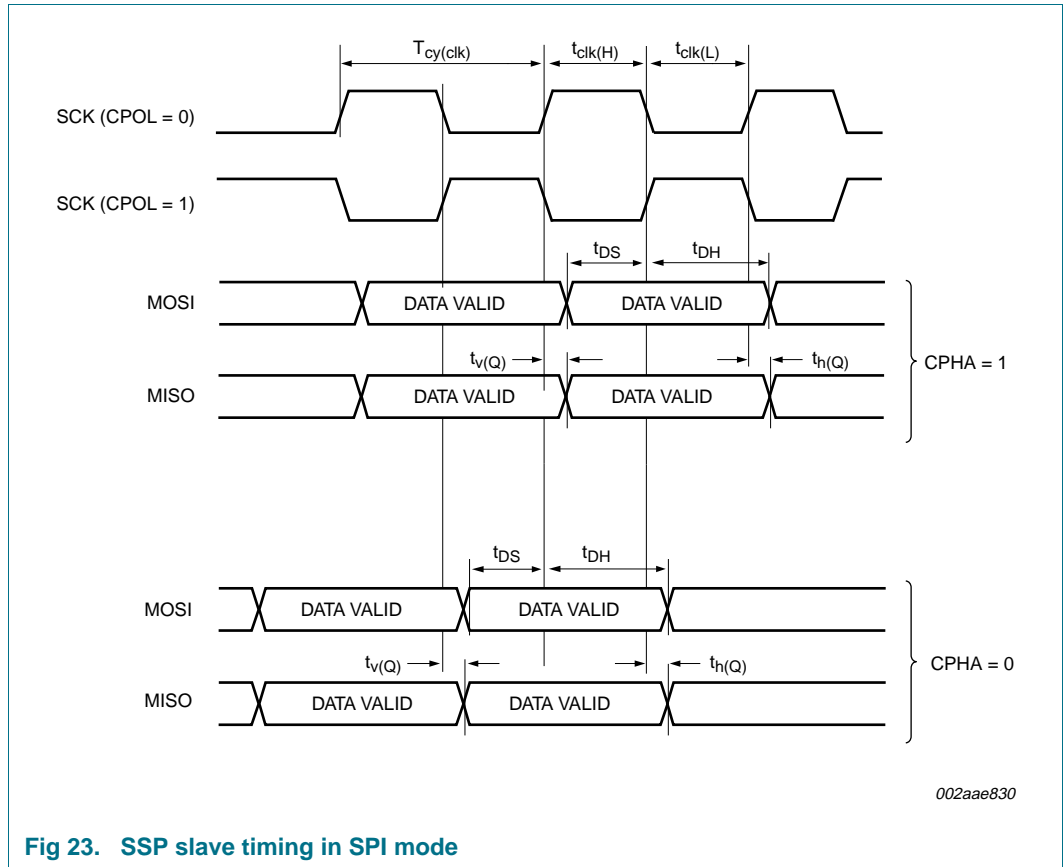 Tcy(clk) tclk(H) tclk(L)
SCK (CPOL = 0)
SCK (CPOL = 1)
tDS tDH
MOSI DATA VALID DATA VALID
tv(Q) th(Q)
CPHA = 1
MISO DATA VALID DATA VALID
tDS tDH
MOSI DATA VALID DATA VALID
tv(Q) th(Q)
CPHA = 0
MISO DATA VALID DATA VALID
002aae830
Fig 23. SSP slave timing in SPI mode